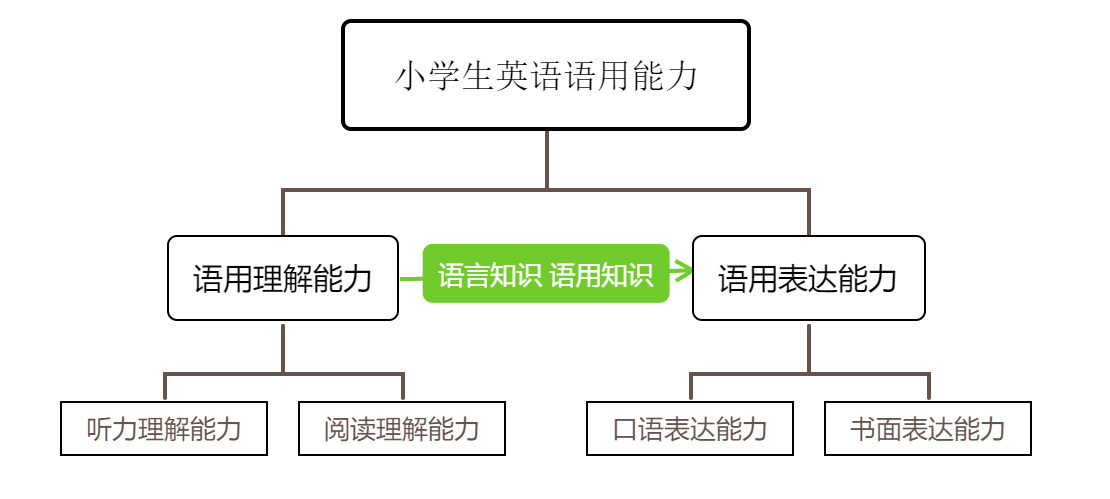 小学生英语语用能力
语用理解能力
语言知识 语用知识
语用表达能力
听力理解能力
阅读理解能力
口语表达能力
书面表达能力